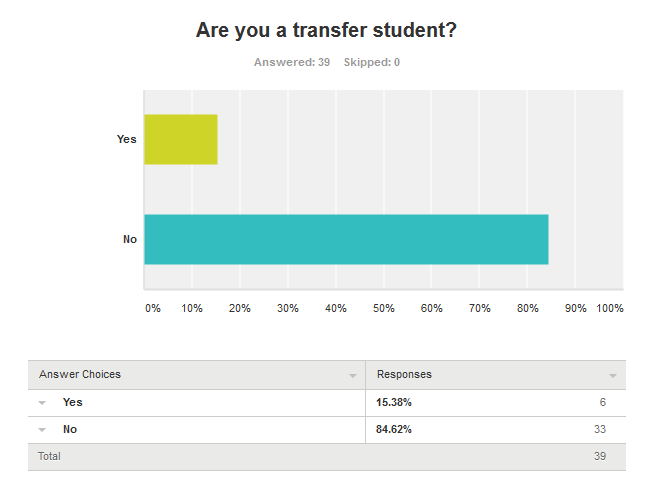 Are you a transfer student?
Answered: 39 Skipped: 0
Yes
No
0% 10% 20% 30% 40% 50% 60% 70% 80% 90% 100%
Answer Choices Responses
Yes 15.38% 6
No 84.62% 33
Total 39